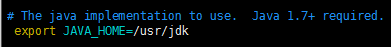 # The java implementation to use.  Java 1.7+ required.
export JAVA_HOME=/usr/jdk